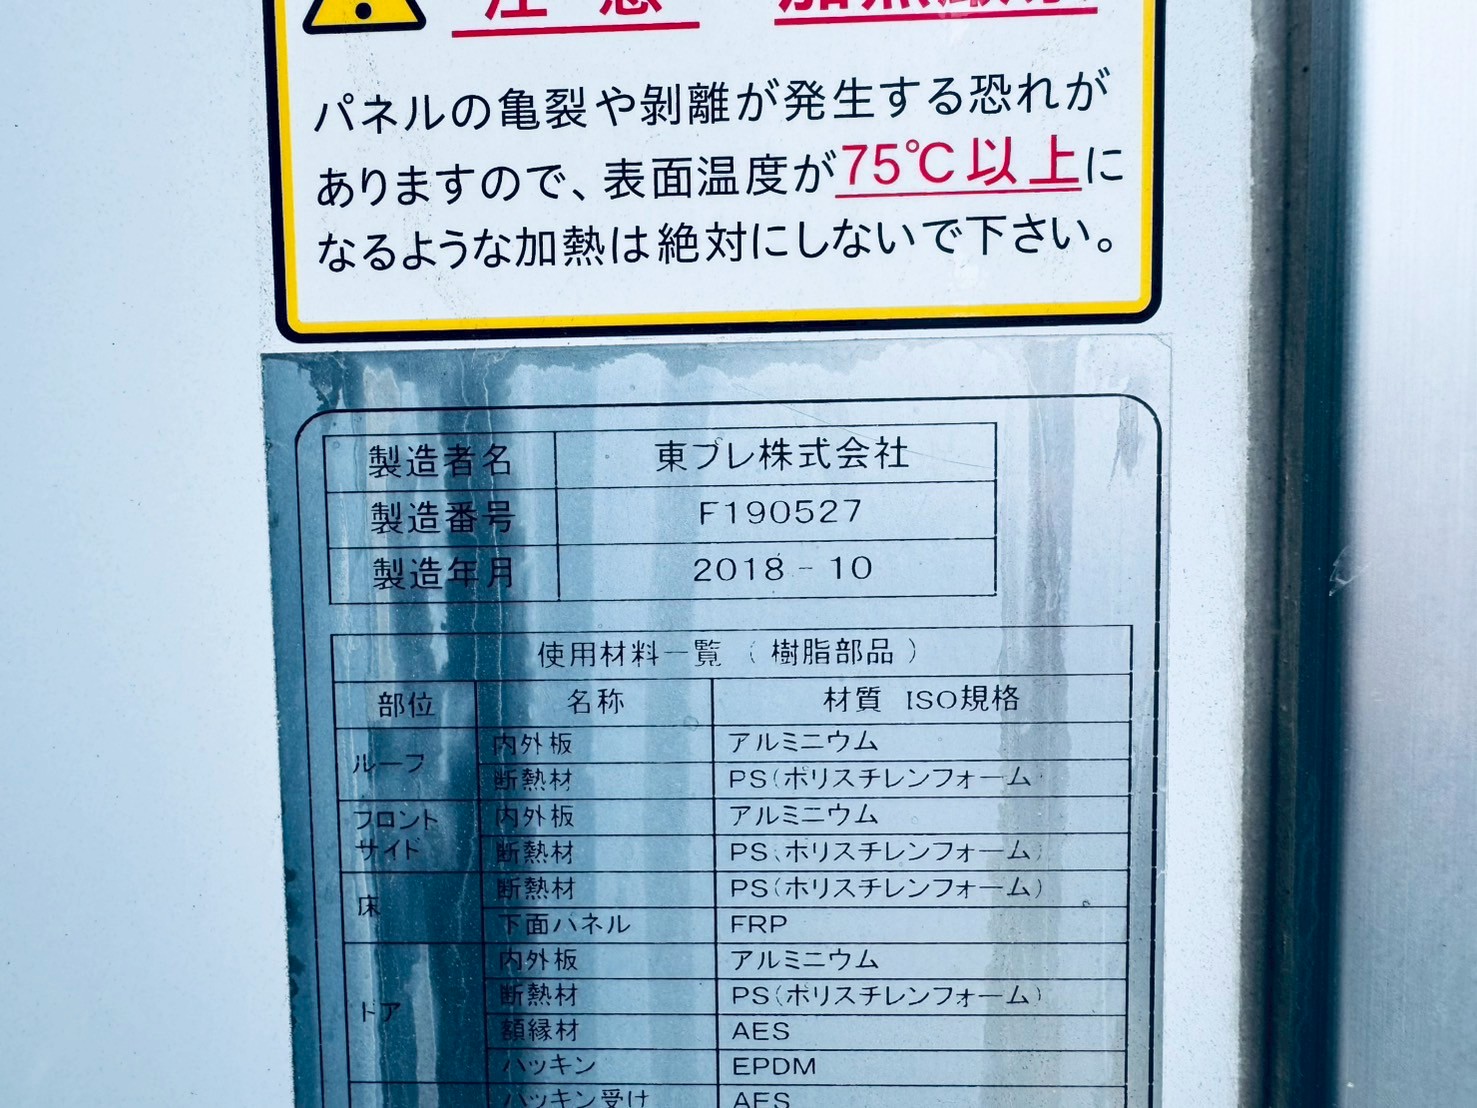 注意 加熱厳禁
パネルの亀裂や剥離が発生する恐れが
ありますので、表面温度が75℃以上に
なるような加熱は絶対にしないで下さい。
製造者名 東プレ株式会社
製造番号 F190527
製造年月 2018-10
使用材料一覧(樹脂部品)
部位 名称 材質 ISO規格
ルーフ 内外板 アルミニウム
断熱材 PS(ポリスチレンフォーム
フロント サイト 内外板 アルミニウム
断熱材 PS(ポリスチレンフォーム)
床 断熱材 PS(ポリスチレンフォーム)
下面パネル FRP
ドア 内外板 アルミニウム
断熱材 PS(ポリスチレンフォーム)
額縁材 AES
ハッキン EPDM
ハッキン受け AES